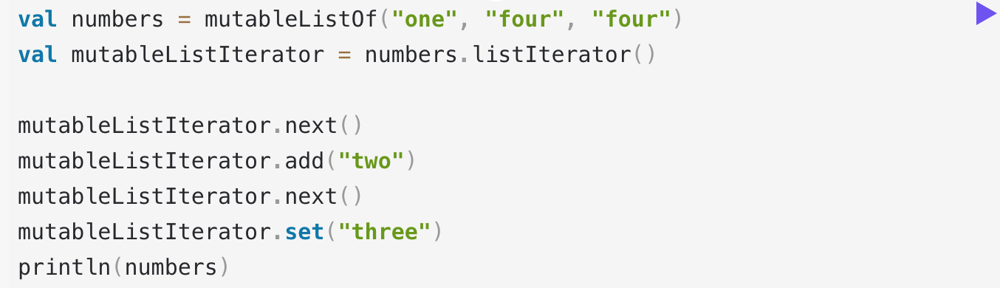 val numbers = mutableListOf("one", "four", "four")
val mutableListIterator = numbers.listIterator()
mutableListIterator.next()
mutableListIterator.add("two")
mutableListIterator.next()
mutableListIterator.set("three")
println(numbers)